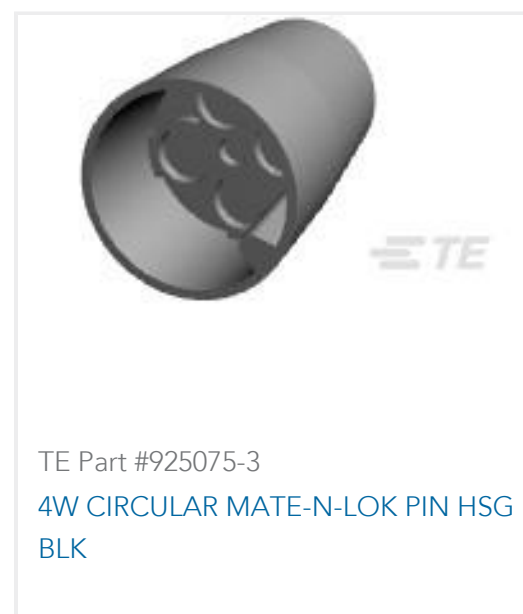 TE
TE Part #925075-3
4W CIRCULAR MATE-N-LOK PIN HSG
BLK